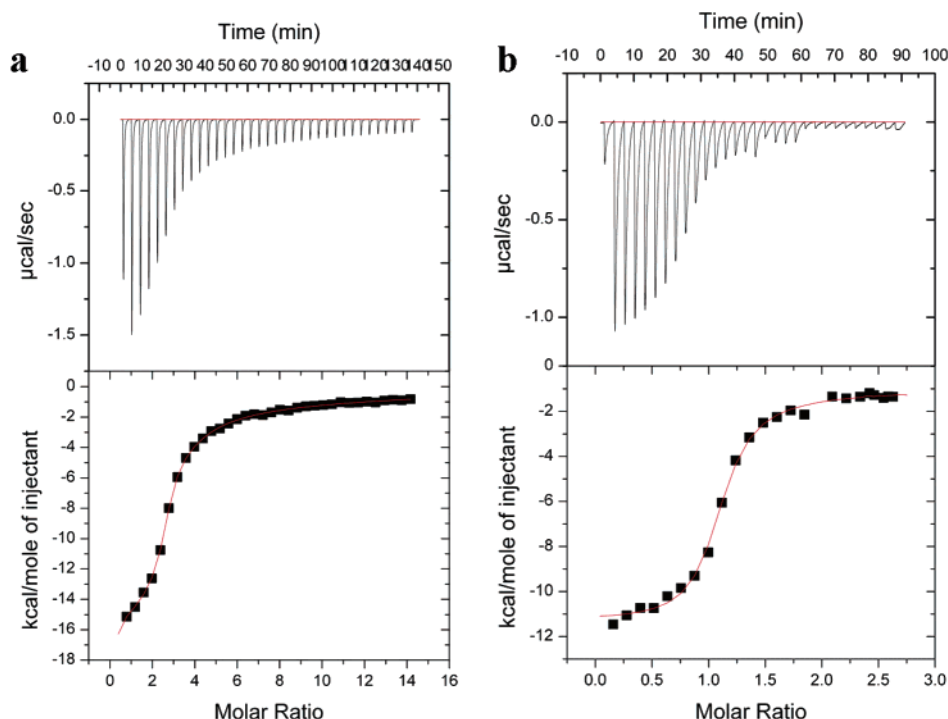 a
Time (min)
-10 0 10 20 30 40 50 60 70 80 90 100 110 120 130 140 150
0.0
-0.5
-1.0
-1.5
µcal/sec
0
-2
-4
-6
-8
-10
-12
-14
-16
-18
kcal/mole of injectant
0 2 4 6 8 10 12 14 16
Molar Ratio
b
Time (min)
-10 0 10 20 30 40 50 60 70 80 90 100
0.0
-0.5
-1.0
0
µcal/sec
-2
-4
-6
-8
-10
-12
kcal/mole of injectant
0.0 0.5 1.0 1.5 2.0 2.5 3.0
Molar Ratio